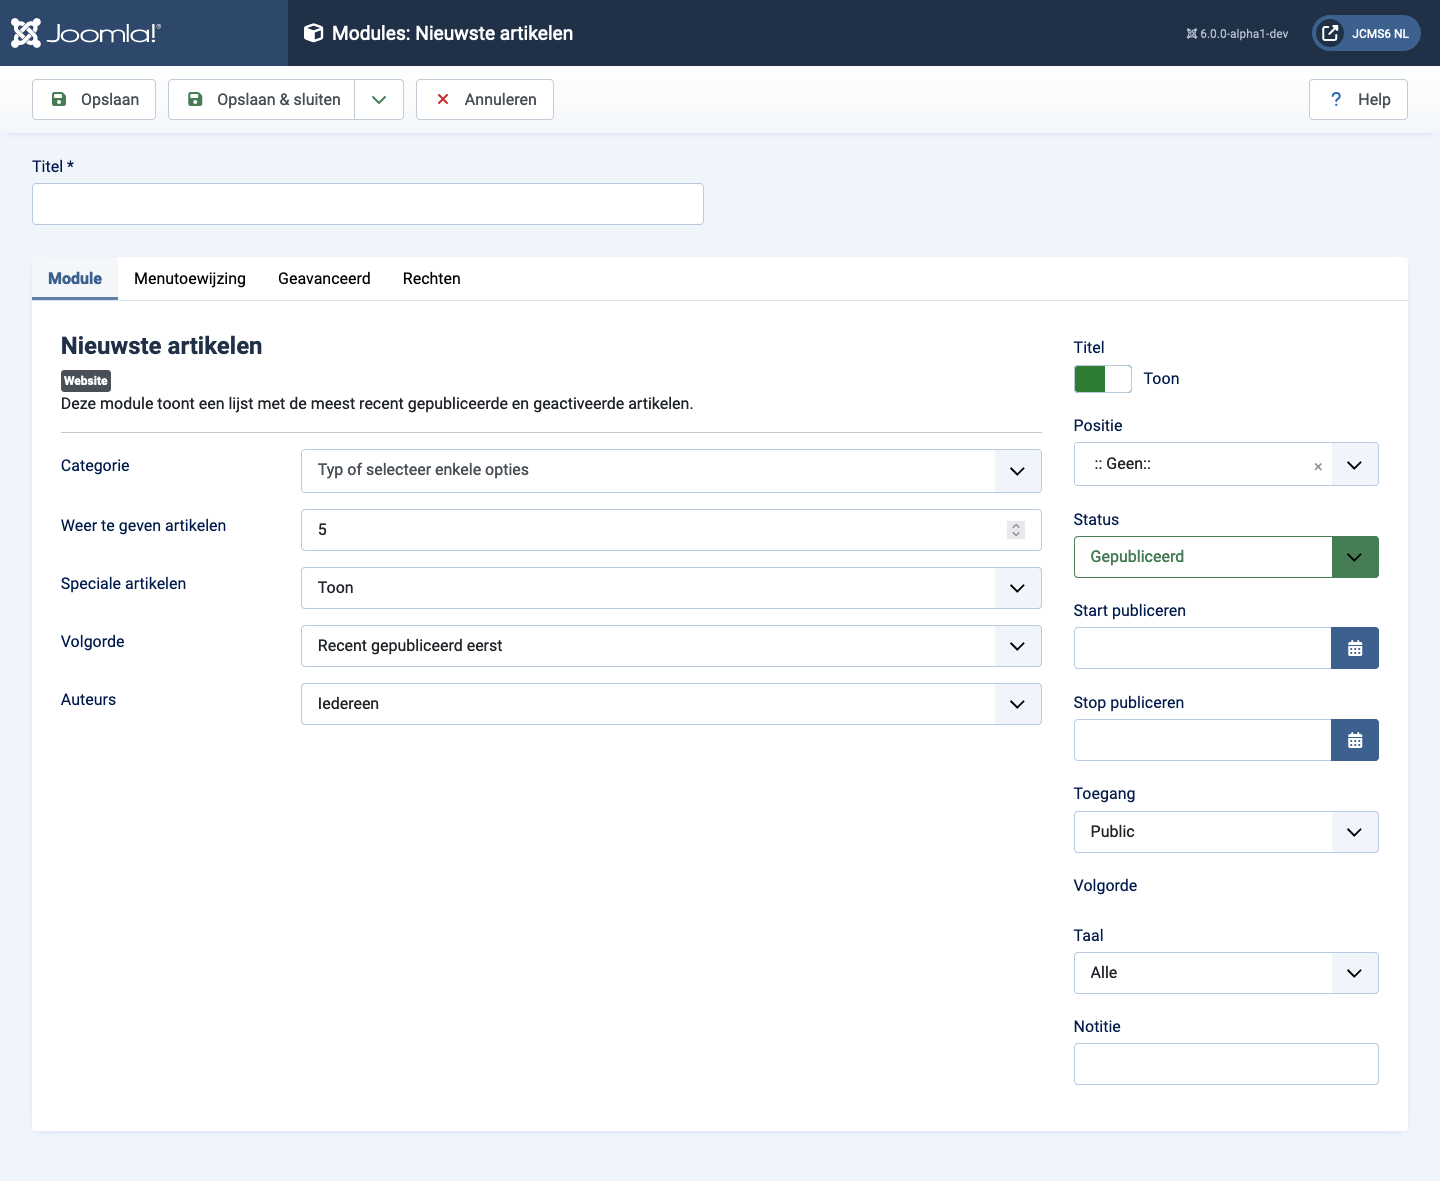 Joomla!®
Modules: Nieuwste artikelen
6.0.0-alpha1-dev
JCMS6 NL
Opslaan
Opslaan & sluiten
Annuleren
? Help
Titel *
Module
Menutoewijzing
Geavanceerd
Rechten
Nieuwste artikelen
Website
Deze module toont een lijst met de meest recent gepubliceerde en geactiveerde artikelen.
Categorie
Typ of selecteer enkele opties
Weer te geven artikelen
5
Speciale artikelen
Toon
Volgorde
Recent gepubliceerd eerst
Auteurs
Iedereen
Titel
Toon
Positie
:: Geen::
×
Status
Gepubliceerd
Start publiceren
Stop publiceren
Toegang
Public
Volgorde
Taal
Alle
Notitie